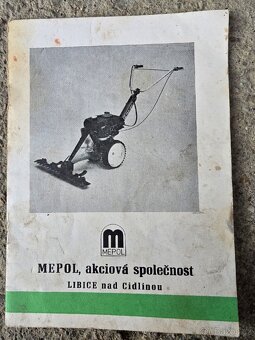 MEPOL
MEPOL, akciová společnost
LIBICE nad Cidlinou